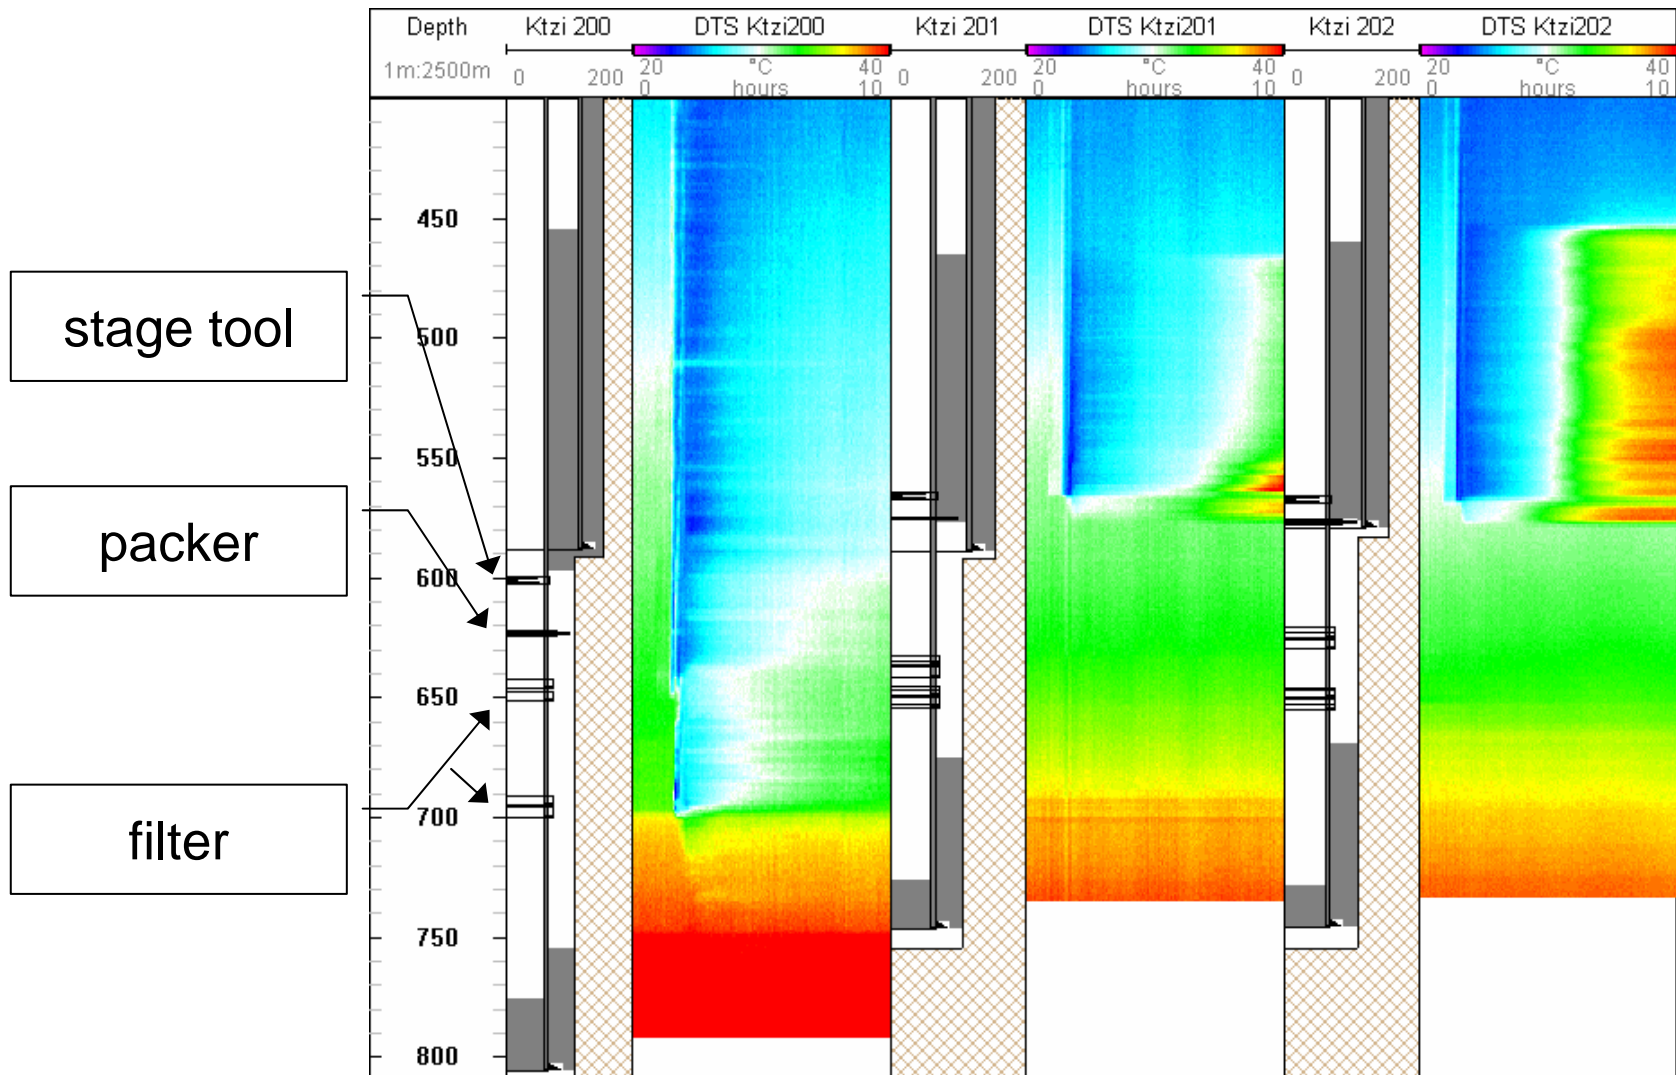 Depth Ktzi 200 DTS Ktzi200 Ktzi 201 DTS Ktzi201 Ktzi 202 DTS Ktzi202
1m:2500m 0 200 20 °C 40 0 200 20 °C 40 0 200 20 °C 40
0 hours 10 0 hours 10 0 hours 10
450
stage tool
500
550
packer
600
650
700
filter
750
800